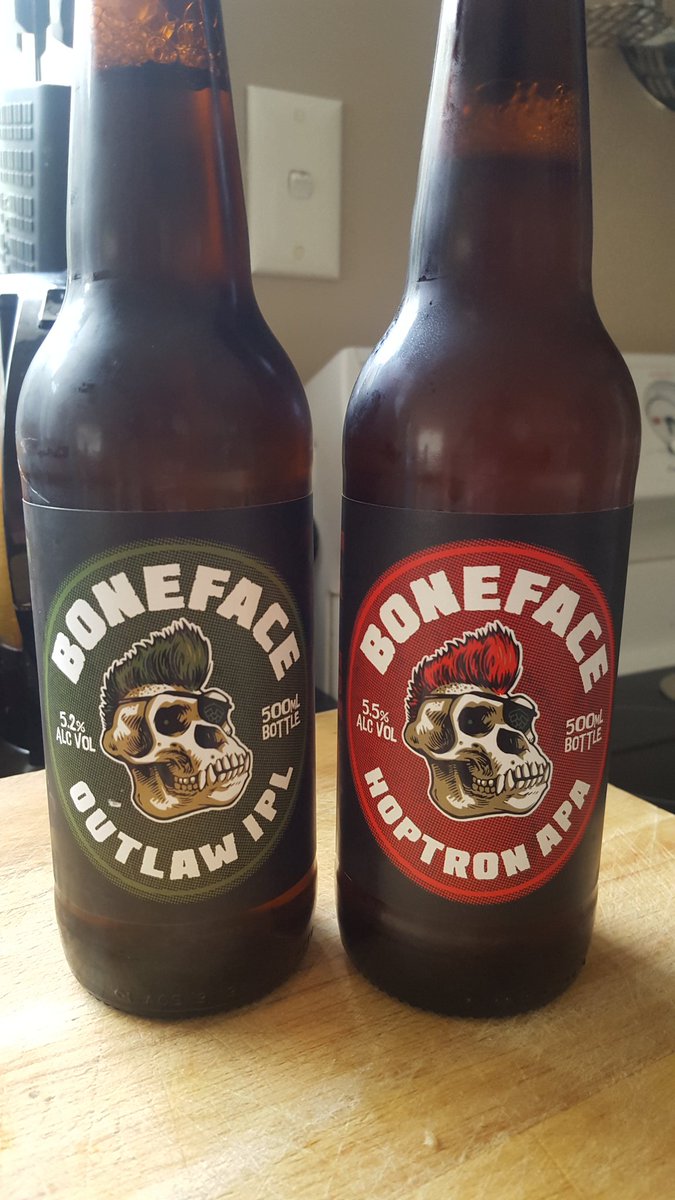 BONEFACE
5.2%
ALC VOL
500ML
BOTTLE
OUTLAW IPL
BONEFACE
5.5%
ALC VOL
500ML
BOTTLE
HOPTRON APA